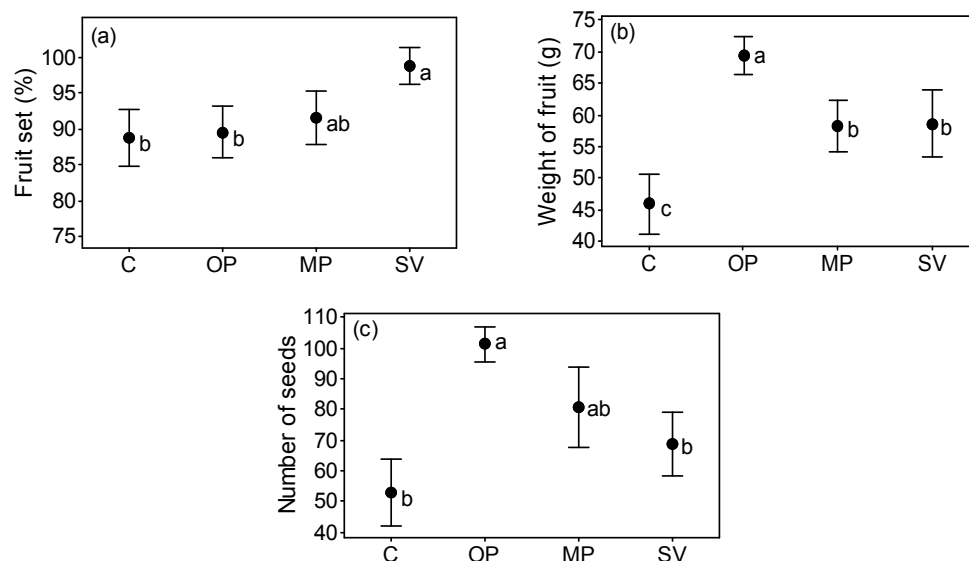 (a)
Fruit set (%)
100
95
90
85
80
75
b
b
ab
a
C OP MP SV
(b)
Weight of fruit (g)
75
70
65
60
55
50
45
40
c
a
b
b
C OP MP SV
(c)
Number of seeds
110
100
90
80
70
60
50
40
b
a
ab
b
C OP MP SV